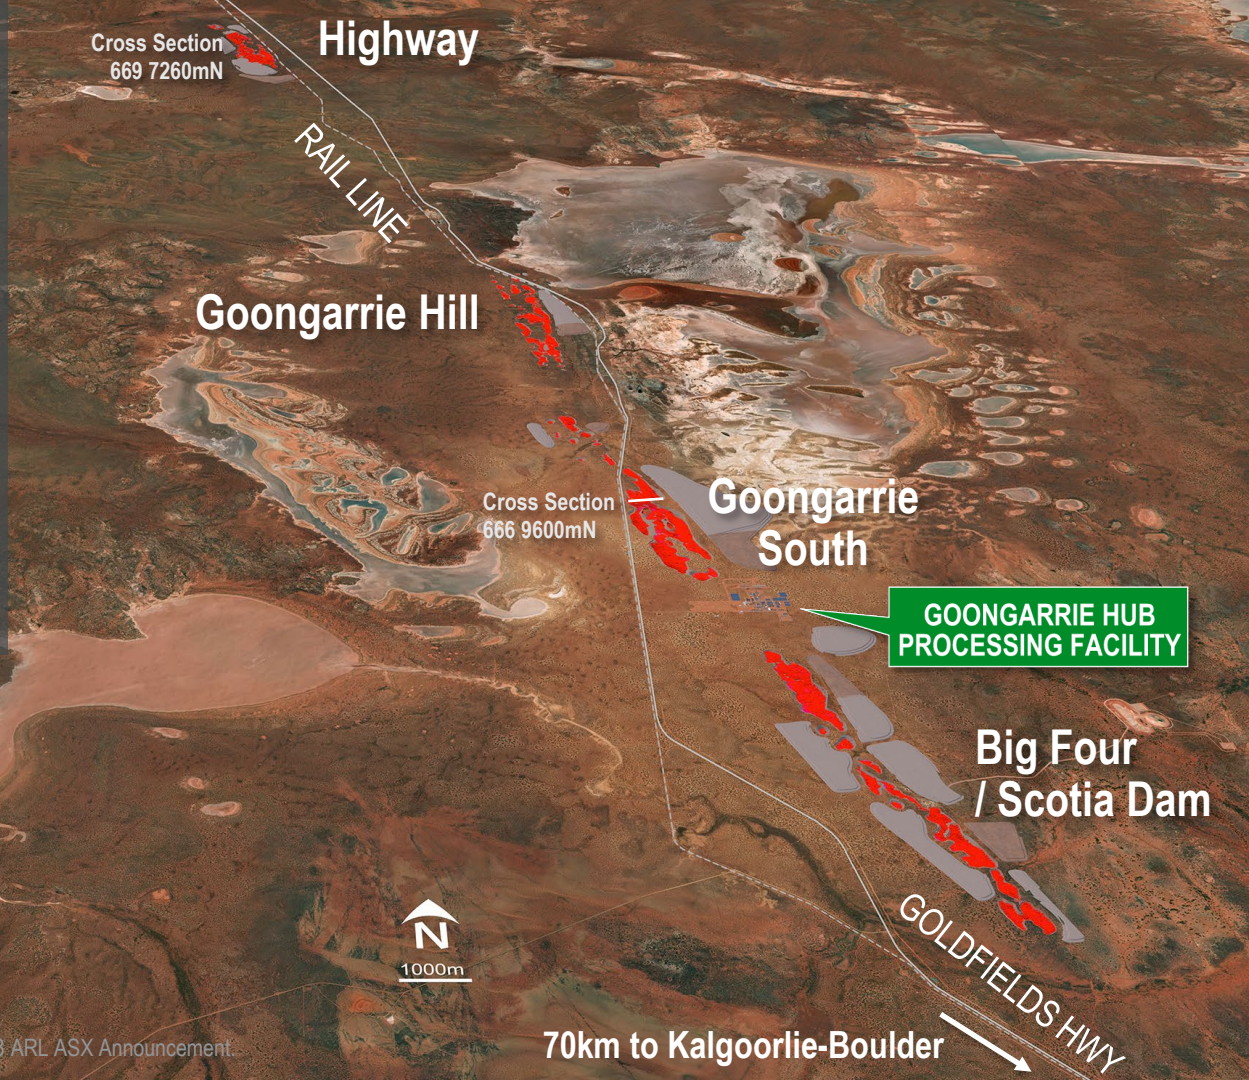 Highway
Cross Section
669 7260mN
RAIL LINE
Goongarrie Hill
Cross Section
666 9600mN
Goongarrie
South
GOONGARRIE HUB
PROCESSING FACILITY
Big Four
/ Scotia Dam
N
1000m
GOLDFIELDS HWY
70km to Kalgoorlie-Boulder
ARL ASX Announcement.